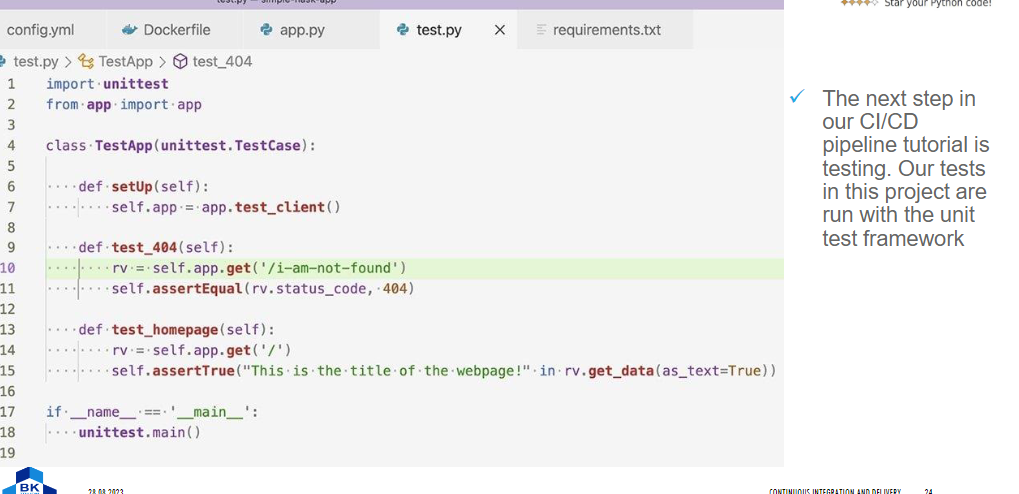 test.py — simple-flask-app
Star your Python code!
config.yml
Dockerfile
app.py
test.py
requirements.txt
test.py > TestApp > test_404
1 import unittest
2 from app import app
3
4 class TestApp(unittest.TestCase):
5
6 def setUp(self):
7 self.app = app.test_client()
8
9 def test_404(self):
10 rv = self.app.get('/i-am-not-found')
11 self.assertEqual(rv.status_code, 404)
12
13 def test_homepage(self):
14 rv = self.app.get('/')
15 self.assertTrue("This is the title of the webpage!" in rv.get_data(as_text=True))
16
17 if __name__ == '__main__':
18 unittest.main()
19
✓ The next step in
our CI/CD
pipeline tutorial is
testing. Our tests
in this project are
run with the unit
test framework
BK
28.08.2023
CONTINUOUS INTEGRATION AND DELIVERY
24